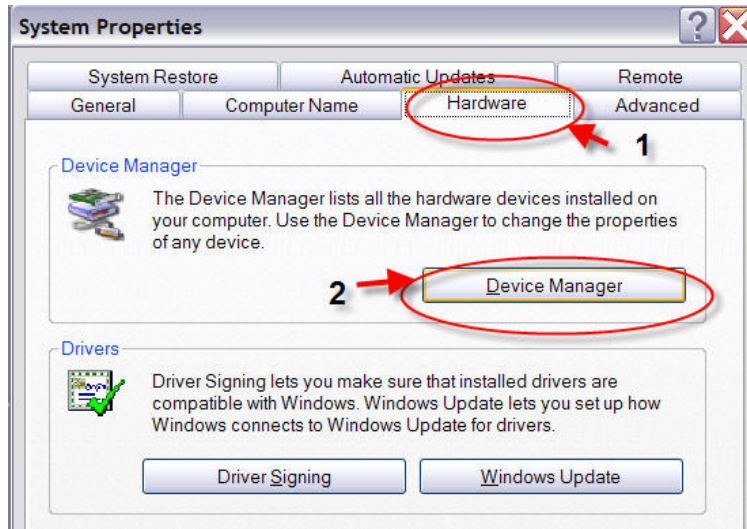 System Properties
System Restore Automatic Updates Remote
General Computer Name Hardware Advanced
1
Device Manager
The Device Manager lists all the hardware devices installed on
your computer. Use the Device Manager to change the properties
of any device.
2
Device Manager
Drivers
Driver Signing lets you make sure that installed drivers are
compatible with Windows. Windows Update lets you set up how
Windows connects to Windows Update for drivers.
Driver Signing Windows Update